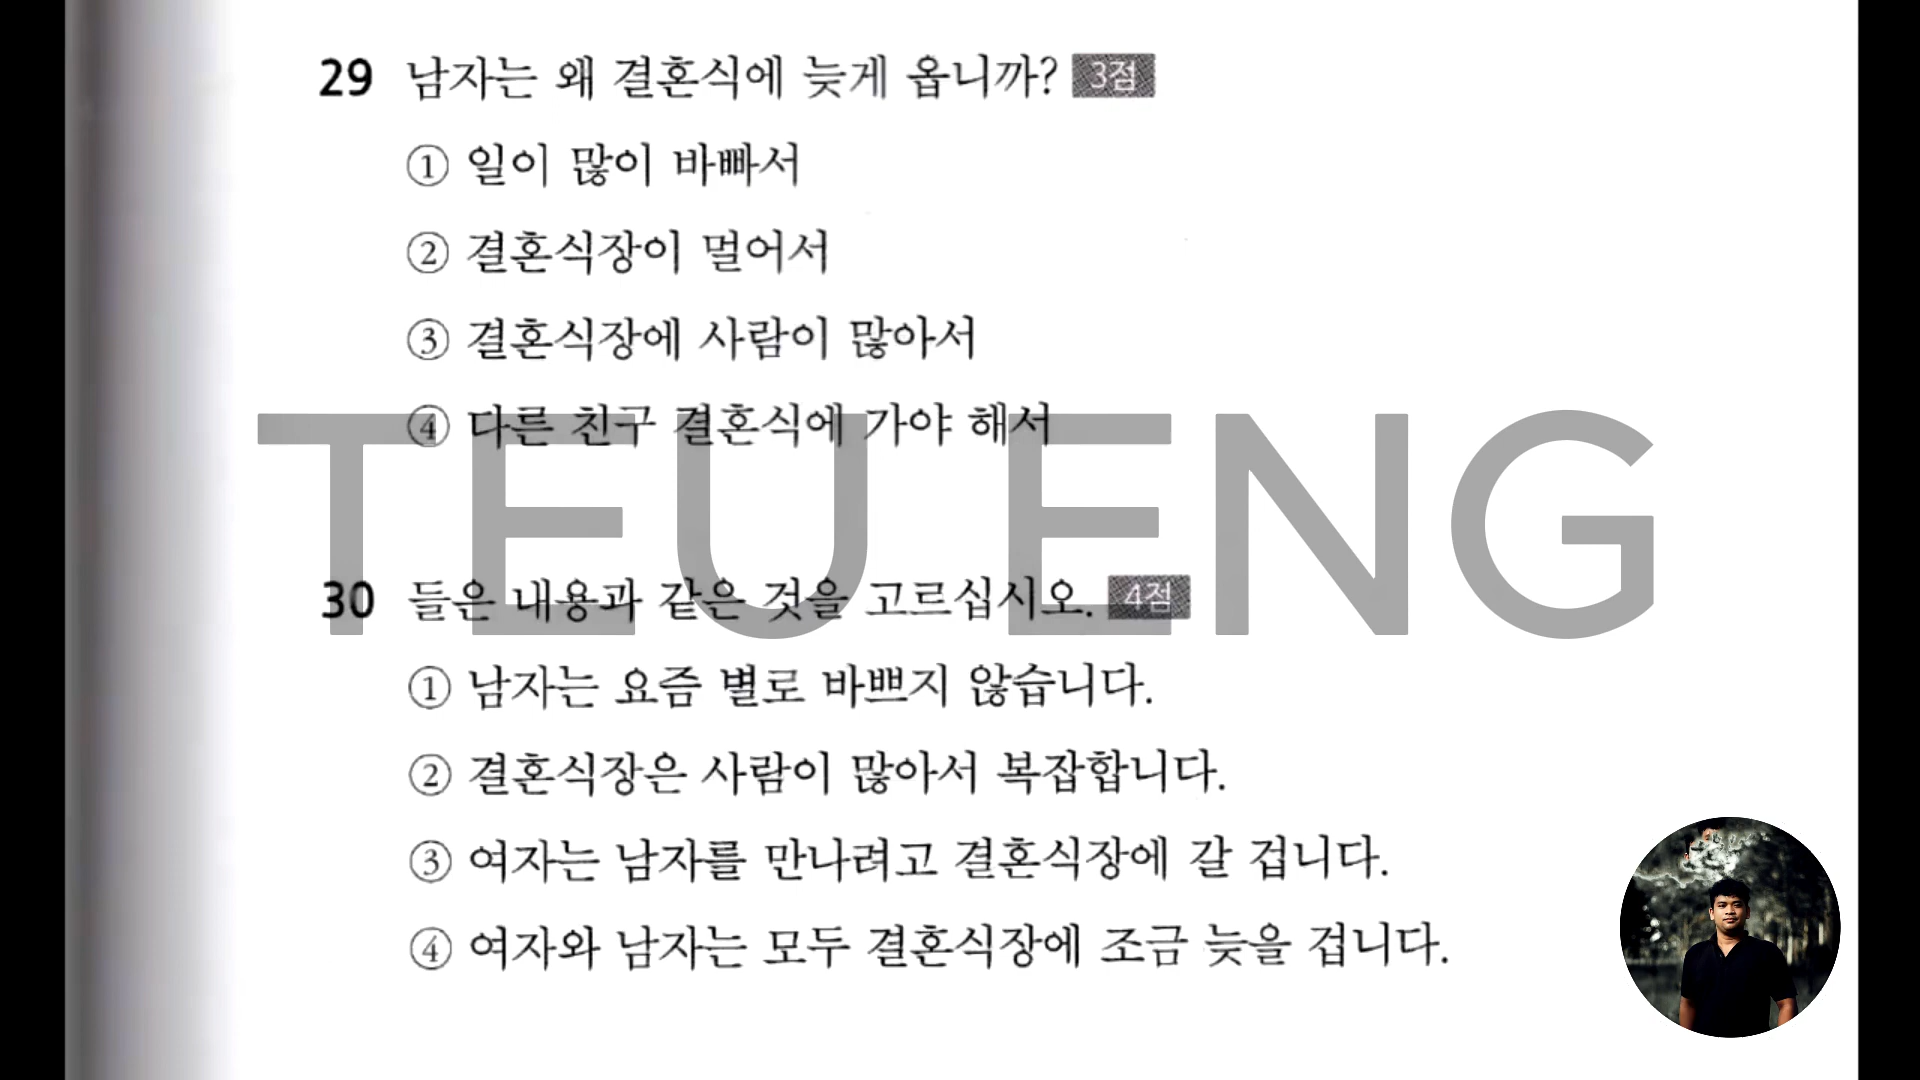 29 남자는 왜 결혼식에 늦게 옵니까? 3점
① 일이 많이 바빠서
② 결혼식장이 멀어서
③ 결혼식장에 사람이 많아서
④ 다른 친구 결혼식에 가야 해서
TEU ENG
30 들은 내용과 같은 것을 고르십시오. 4점
① 남자는 요즘 별로 바쁘지 않습니다.
② 결혼식장은 사람이 많아서 복잡합니다.
③ 여자는 남자를 만나려고 결혼식장에 갈 겁니다.
④ 여자와 남자는 모두 결혼식장에 조금 늦을 겁니다.